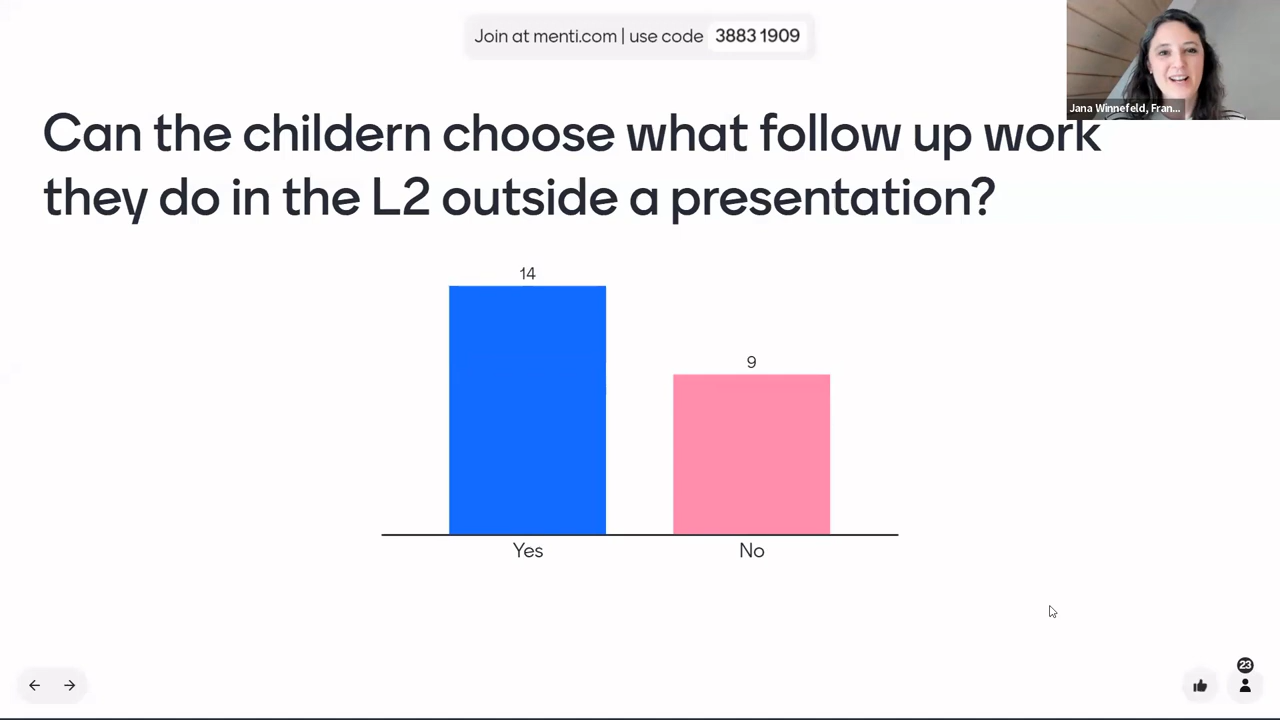 Join at menti.com | use code 3883 1909
Jana Winnefeld, Fran...
Can the childern choose what follow up work
they do in the L2 outside a presentation?
14
9
Yes
No
23